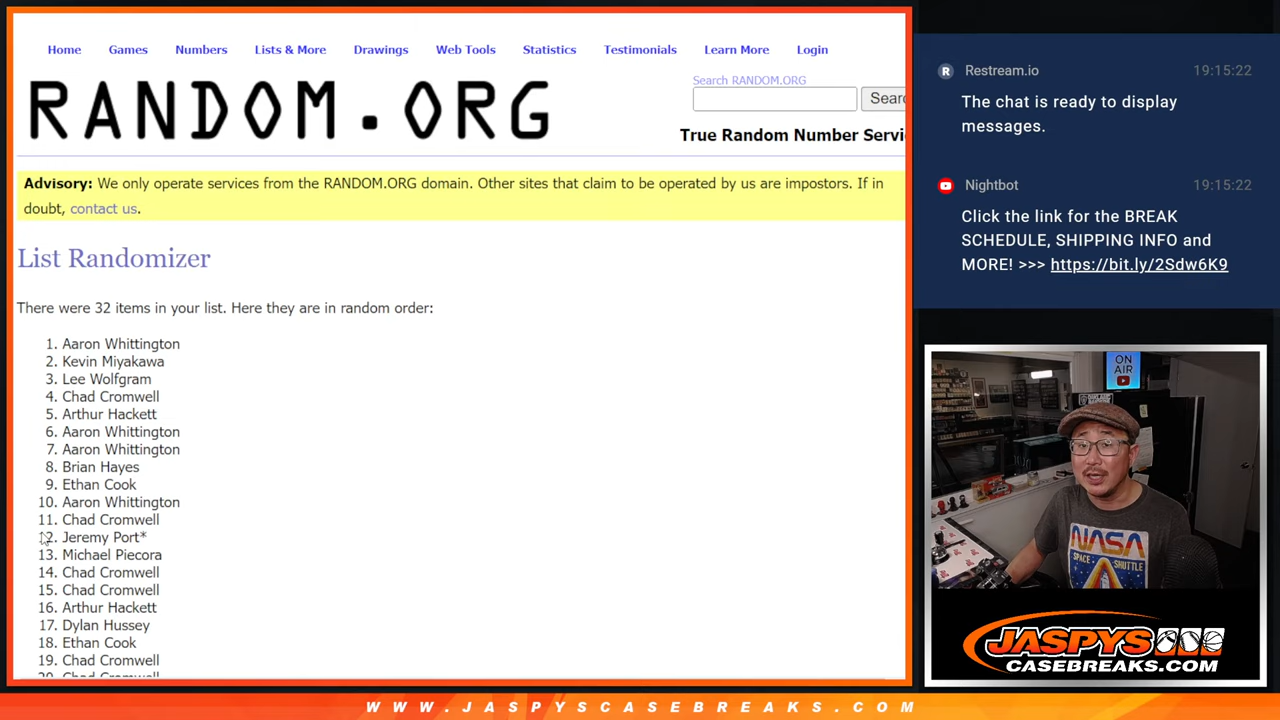 Home Games Numbers Lists & More Drawings Web Tools Statistics Testimonials Learn More Login
RANDOM.ORG
Search RANDOM.ORG
Searc
True Random Number Servi
Advisory: We only operate services from the RANDOM.ORG domain. Other sites that claim to be operated by us are impostors. If in
doubt, contact us.
List Randomizer
There were 32 items in your list. Here they are in random order:
1. Aaron Whittington
2. Kevin Miyakawa
3. Lee Wolfgram
4. Chad Cromwell
5. Arthur Hackett
6. Aaron Whittington
7. Aaron Whittington
8. Brian Hayes
9. Ethan Cook
10. Aaron Whittington
11. Chad Cromwell
12. Jeremy Port*
13. Michael Piecora
14. Chad Cromwell
15. Chad Cromwell
16. Arthur Hackett
17. Dylan Hussey
18. Ethan Cook
19. Chad Cromwell
20. Chad Cromwell
R Restream.io 19:15:22
The chat is ready to display
messages.
Nightbot 19:15:22
Click the link for the BREAK
SCHEDULE, SHIPPING INFO and
MORE! >>> https://bit.ly/2Sdw6K9
ON
AIR
NASA
SPACE SHUTTLE
JASPYS
CASEBREAKS.COM
WWW.JASPYSCASEBREAKS.COM